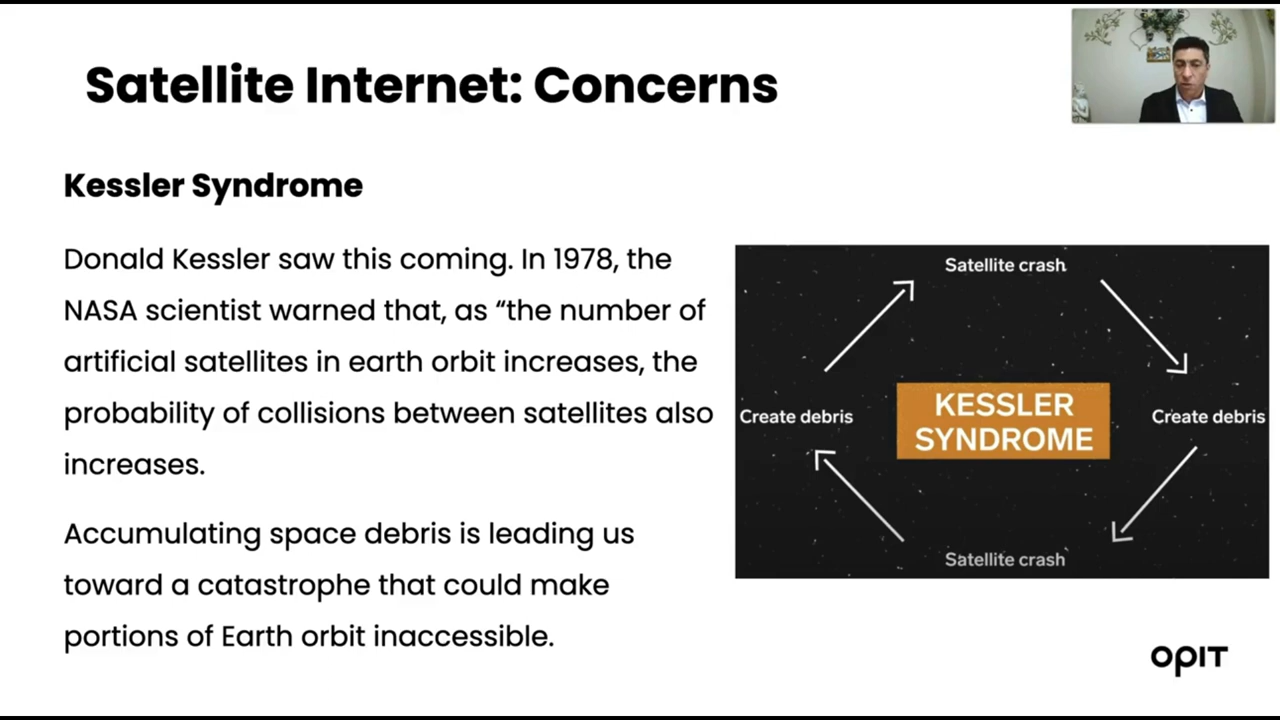 Satellite Internet: Concerns
Kessler Syndrome
Donald Kessler saw this coming. In 1978, the
NASA scientist warned that, as “the number of
artificial satellites in earth orbit increases, the
probability of collisions between satellites also
increases.
Accumulating space debris is leading us
toward a catastrophe that could make
portions of Earth orbit inaccessible.
Satellite crash
Create debris
KESSLER
SYNDROME
Create debris
Satellite crash
opIT